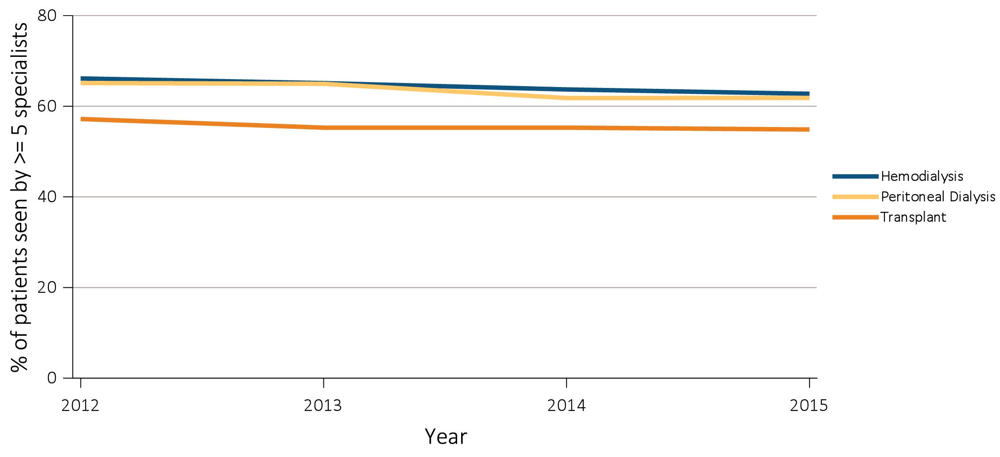 % of patients seen by >= 5 specialists
80
60
40
20
0
2012 2013 2014 2015
Year
Hemodialysis
Peritoneal Dialysis
Transplant